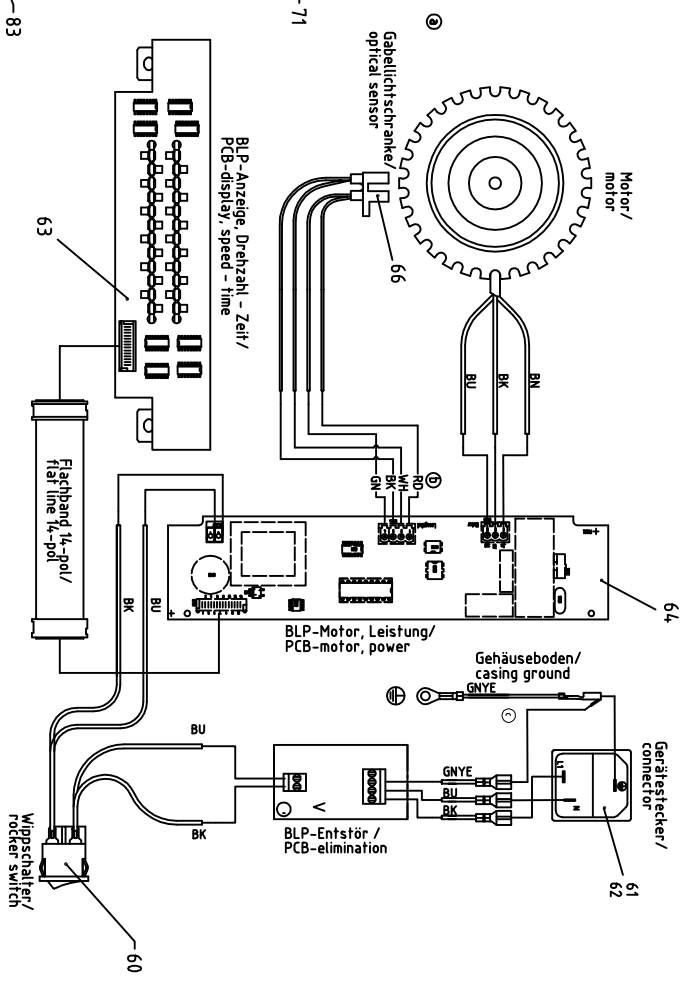 83
71
a
Gabellichtschranke/
optical sensor
Motor/
motor
66
BLP-Anzeige, Drehzahl - Zeit/
PCB-display, speed - time
63
BU
BK
BN
GN
BK
WH
RD
b
Flachband 14-pol/
flat line 14-pol
BK
BU
64
BLP-Motor, Leistung/
PCB-motor, power
Gehäuseboden/
casing ground
GNYE
c
Gerätestecker/
connector
L1
N
61
62
GNYE
BU
BK
BU
BK
V
BLP-Entstör /
PCB-elimination
Wippschalter/
rocker switch
60